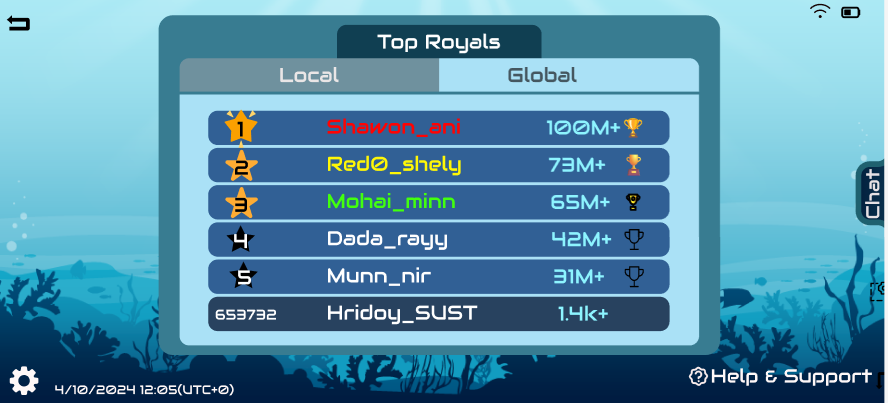 Top Royals
Local Global
1 Shawon_ani 100M+
2 Red0_shely 73M+
3 Mohai_minn 65M+
4 Dada_rayy 42M+
5 Munn_nir 31M+
653732 Hridoy_SUST 1.4k+
Chat
4/10/2024 12:05(UTC+0)
Help & Support